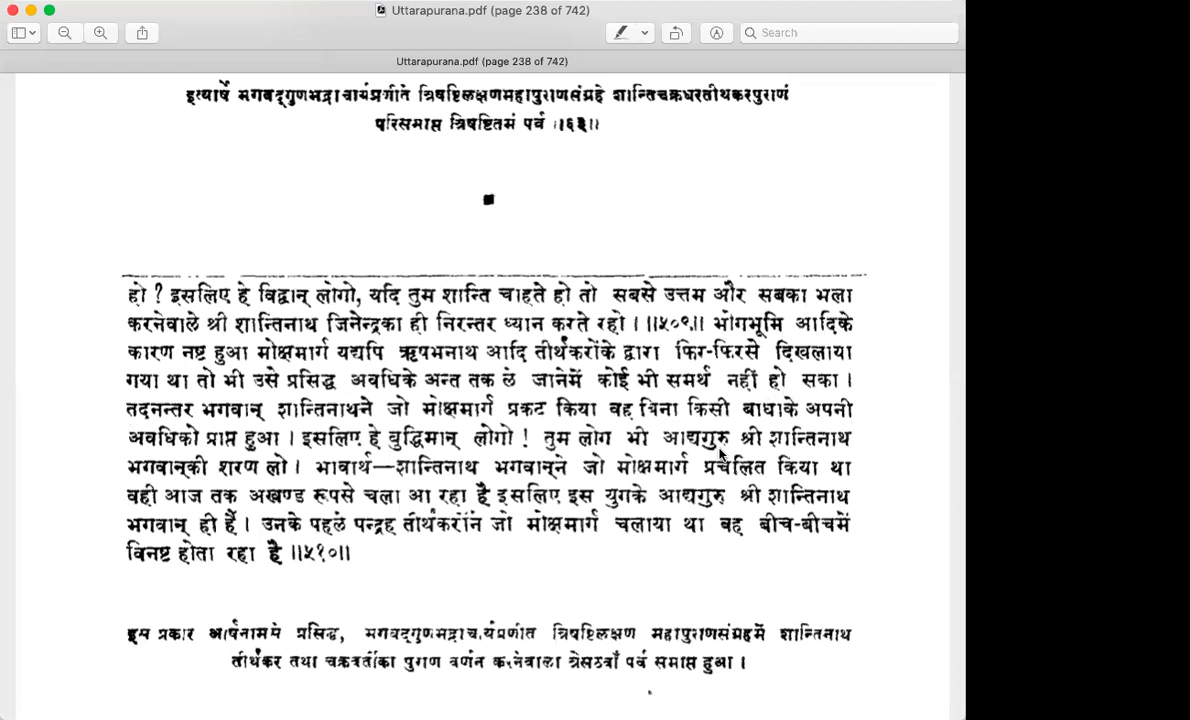 Uttarapurana.pdf (page 238 of 742)
Search
Uttarapurana.pdf (page 238 of 742)
इत्यार्षे भगवद्गुणभद्राचार्यप्रणीते त्रिषष्टिलक्षणमहापुराणसंग्रहे शान्तिचक्रधरतीर्थकरपुराणं
परिसमाप्तं त्रिषष्टितमं पर्व ॥६३॥
हो ? इसलिए हे विद्वान् लोगो, यदि तुम शान्ति चाहते हो तो सबसे उत्तम और सबका भला
करनेवाले श्री शान्तिनाथ जिनेन्द्रका ही निरन्तर ध्यान करते रहो । ॥५०९॥ भोगभूमि आदिके
कारण नष्ट हुआ मोक्षमार्ग यद्यपि ऋषभनाथ आदि तीर्थंकरोंके द्वारा फिर-फिरसे दिखलाया
गया था तो भी उसे प्रसिद्ध अवधिके अन्त तक ले जानेमें कोई भी समर्थ नहीं हो सका ।
तदनन्तर भगवान् शान्तिनाथने जो मोक्षमार्ग प्रकट किया वह बिना किसी बाधाके अपनी
अवधिको प्राप्त हुआ । इसलिए हे बुद्धिमान् लोगो ! तुम लोग भी आद्यगुरु श्री शान्तिनाथ
भगवान्‌की शरण लो । भावार्थ—शान्तिनाथ भगवान्‌ने जो मोक्षमार्ग प्रचलित किया था
वही आज तक अखण्ड रूपसे चला आ रहा है इसलिए इस युगके आद्यगुरु श्री शान्तिनाथ
भगवान् ही हैं । उनके पहले पन्द्रह तीर्थंकरोंने जो मोक्षमार्ग चलाया था वह बीच-बीचमें
विनष्ट होता रहा है ॥५१०॥
इस प्रकार आर्षनामसे प्रसिद्ध, भगवद्गुणभद्राचार्यप्रणीत त्रिषष्टिलक्षण महापुराणसंग्रहमें शान्तिनाथ
तीर्थंकर तथा चक्रवर्तीका पुराण वर्णन करनेवाला त्रेसठवाँ पर्व समाप्त हुआ ।